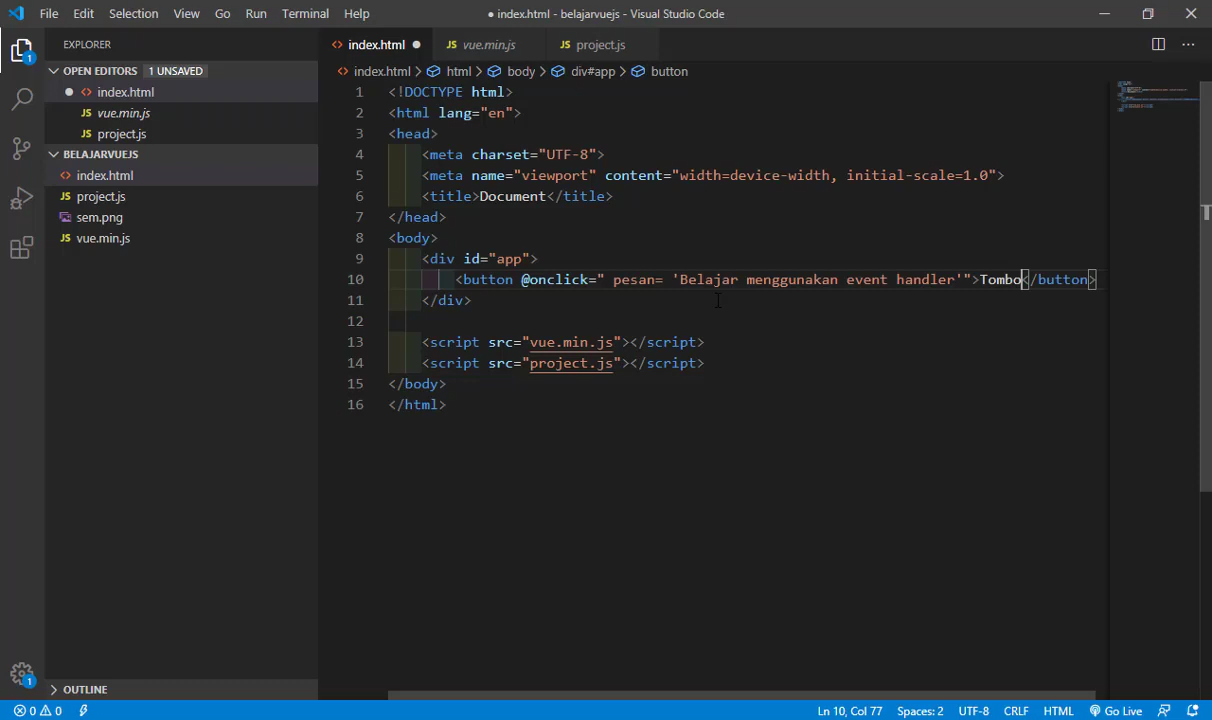 File Edit Selection View Go Run Terminal Help
● index.html - belajarvuejs - Visual Studio Code
EXPLORER
OPEN EDITORS 1 UNSAVED
index.html
vue.min.js
project.js
BELAJARVUEJS
index.html
project.js
sem.png
vue.min.js
OUTLINE
1
1
index.html ● vue.min.js project.js
index.html > html > body > div#app > button
1 <!DOCTYPE html>
2 <html lang="en">
3 <head>
4 <meta charset="UTF-8">
5 <meta name="viewport" content="width=device-width, initial-scale=1.0">
6 <title>Document</title>
7 </head>
8 <body>
9 <div id="app">
10 <button @onclick=" pesan= 'Belajar menggunakan event handler'">Tombo</button>
11 </div>
12
13 <script src="vue.min.js"></script>
14 <script src="project.js"></script>
15 </body>
16 </html>
0 0 Ln 10, Col 77 Spaces: 2 UTF-8 CRLF HTML Go Live